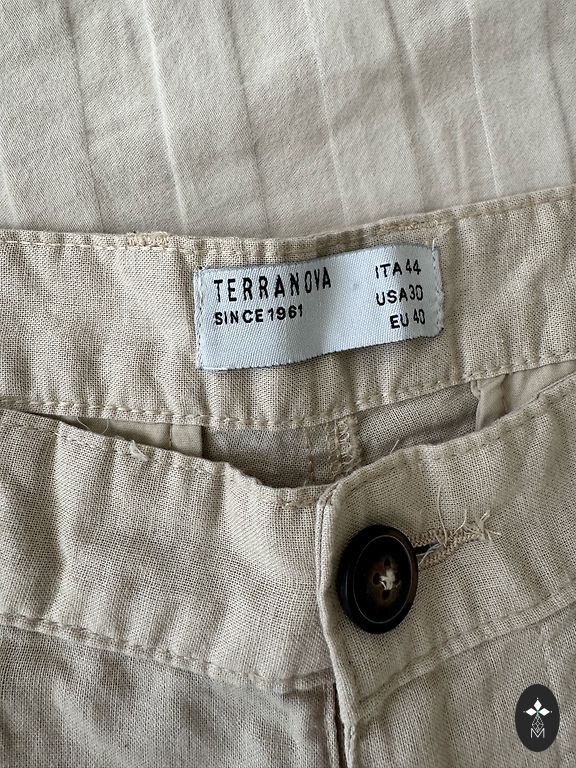 TERRANOVA
SINCE 1961
ITA 44
USA 30
EU 40